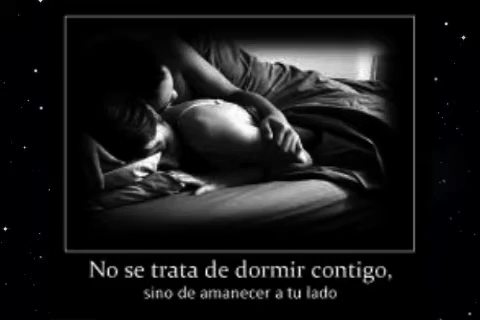 No se trata de dormir contigo,
sino de amanecer a tu lado